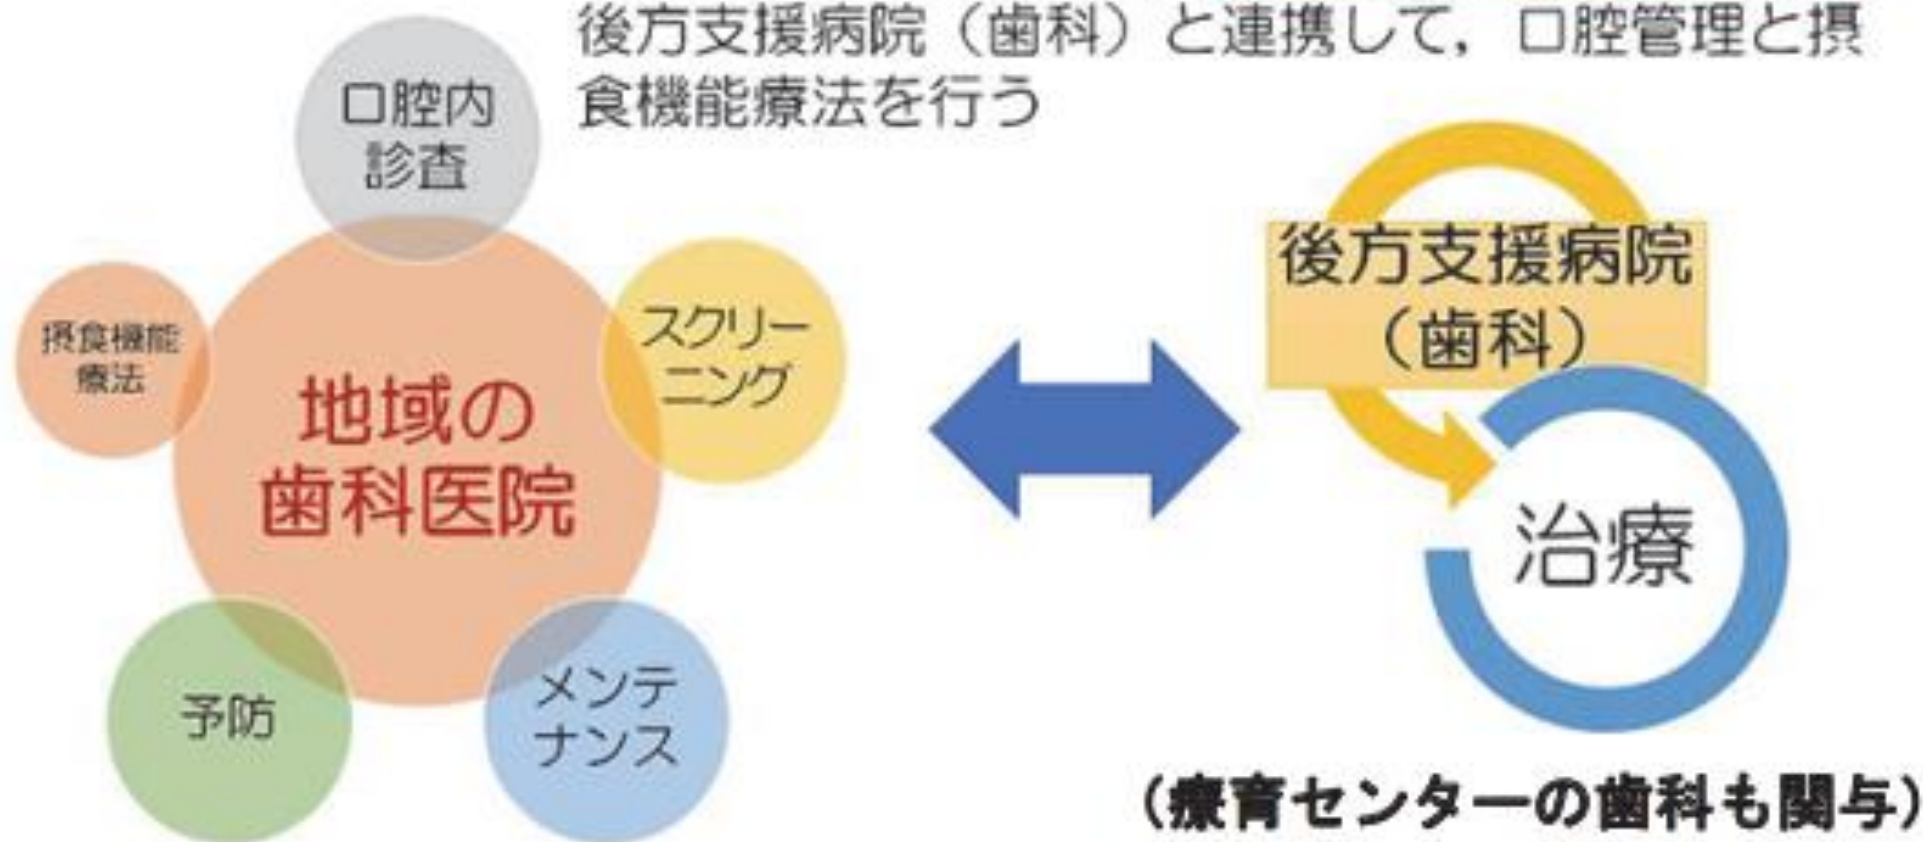 後方支援病院（歯科）と連携して，口腔管理と摂
食機能療法を行う
口腔内
診査
摂食機能
療法
スクリー
ニング
地域の
歯科医院
予防
メンテ
ナンス
後方支援病院
（歯科）
治療
（療育センターの歯科も関与）